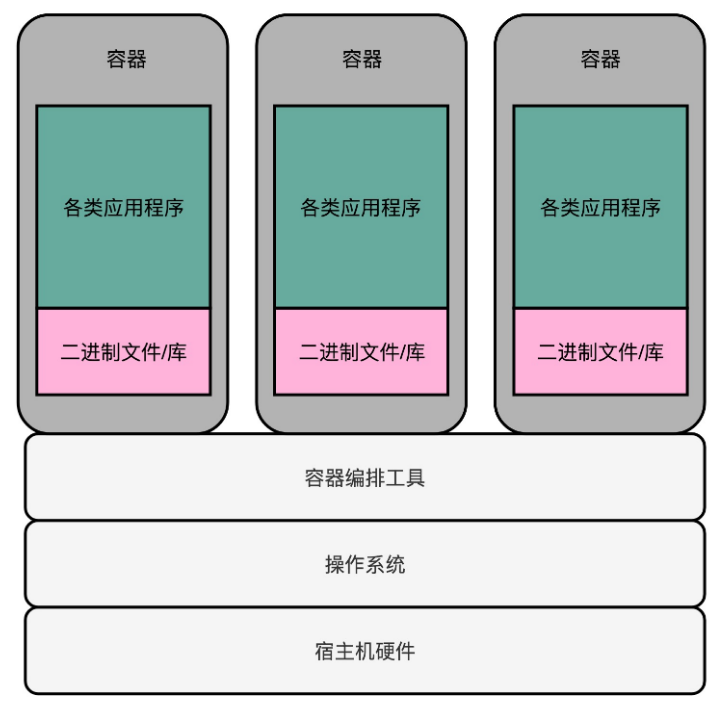 容器
容器
容器
各类应用程序
各类应用程序
各类应用程序
二进制文件/库
二进制文件/库
二进制文件/库
容器编排工具
操作系统
宿主机硬件